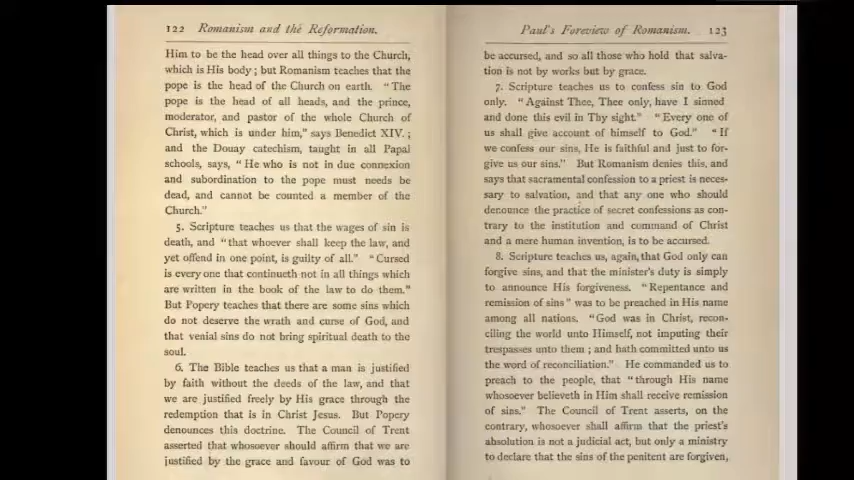 122 Romanism and the Reformation.
Him to be the head over all things to the Church,
which is His body ; but Romanism teaches that the
pope is the head of the Church on earth. “The
pope is the head of all heads, and the prince,
moderator, and pastor of the whole Church of
Christ, which is under him,” says Benedict XIV. ;
and the Douay catechism, taught in all Papal
schools, says, “ He who is not in due connexion
and subordination to the pope must needs be
dead, and cannot be counted a member of the
Church.”
5. Scripture teaches us that the wages of sin is
death, and “that whoever shall keep the law, and
yet offend in one point, is guilty of all.” “Cursed
is every one that continueth not in all things which
are written in the book of the law to do them.”
But Popery teaches that there are some sins which
do not deserve the wrath and curse of God, and
that venial sins do not bring spiritual death to the
soul.
6. The Bible teaches us that a man is justified
by faith without the deeds of the law, and that
we are justified freely by His grace through the
redemption that is in Christ Jesus. But Popery
denounces this doctrine. The Council of Trent
asserted that whosoever should affirm that we are
justified by the grace and favour of God was to
Paul's Foreview of Romanism. 123
be accursed, and so all those who hold that salva-
tion is not by works but by grace.
7. Scripture teaches us to confess sin to God
only. “Against Thee, Thee only, have I sinned
and done this evil in Thy sight.” “Every one of
us shall give account of himself to God.” “If
we confess our sins, He is faithful and just to for-
give us our sins.” But Romanism denies this, and
says that sacramental confession to a priest is neces-
sary to salvation, and that any one who should
denounce the practice of secret confessions as con-
trary to the institution and command of Christ
and a mere human invention, is to be accursed.
8. Scripture teaches us, again, that God only can
forgive sins, and that the minister's duty is simply
to announce His forgiveness. “Repentance and
remission of sins” was to be preached in His name
among all nations. “God was in Christ, recon-
ciling the world unto Himself, not imputing their
trespasses unto them ; and hath committed unto us
the word of reconciliation.” He commanded us to
preach to the people, that “through His name
whosoever believeth in Him shall receive remission
of sins.” The Council of Trent asserts, on the
contrary, whosoever shall affirm that the priest's
absolution is not a judicial act, but only a ministry
to declare that the sins of the penitent are forgiven,